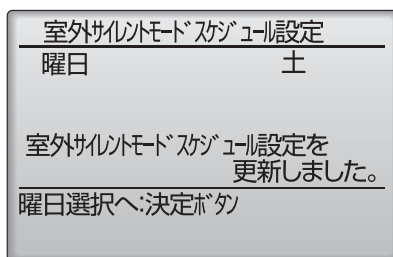 室外サイレントモードスケジュール設定
曜日 土
室外サイレントモードスケジュール設定を
更新しました。
曜日選択へ:決定ボタン